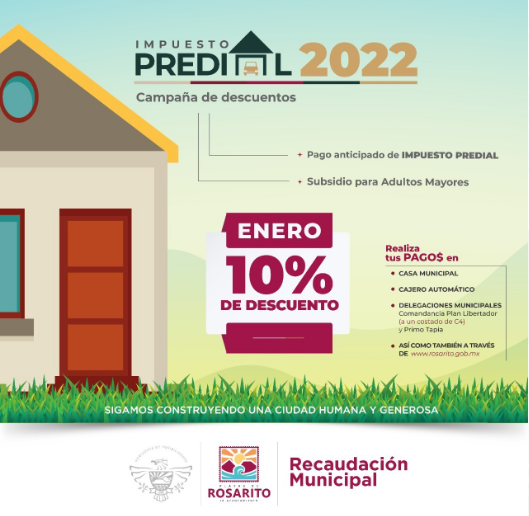 IMPUESTO
PREDIAL 2022
Campaña de descuentos
+ Pago anticipado de IMPUESTO PREDIAL
+ Subsidio para Adultos Mayores
ENERO
10%
DE DESCUENTO
Realiza
tus PAGO$ en
• CASA MUNICIPAL
• CAJERO AUTOMÁTICO
• DELEGACIONES MUNICIPALES
Comandancia Plan Libertador
(a un costado de C4)
y Primo Tapia
• ASÍ COMO TAMBIÉN A TRAVÉS
DE www.rosarito.gob.mx
SIGAMOS CONSTRUYENDO UNA CIUDAD HUMANA Y GENEROSA
ROSARITO
Recaudación
Municipal